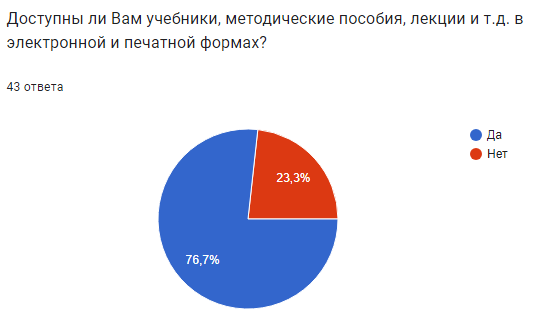 Доступны ли Вам учебники, методические пособия, лекции и т.д. в
электронной и печатной формах?
43 ответа
Да
Нет
23,3%
76,7%